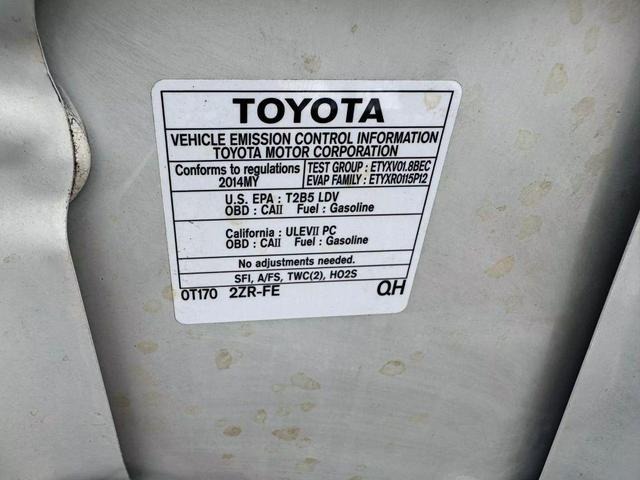 TOYOTA
VEHICLE EMISSION CONTROL INFORMATION
TOYOTA MOTOR CORPORATION
Conforms to regulations
2014MY
TEST GROUP : ETYXV01.8BEC
EVAP FAMILY : ETYXR0115P12
U.S. EPA : T2B5 LDV
OBD : CAII Fuel : Gasoline
California : ULEVII PC
OBD : CAII Fuel : Gasoline
No adjustments needed.
SFI, A/FS, TWC(2), HO2S
0T170 2ZR-FE QH